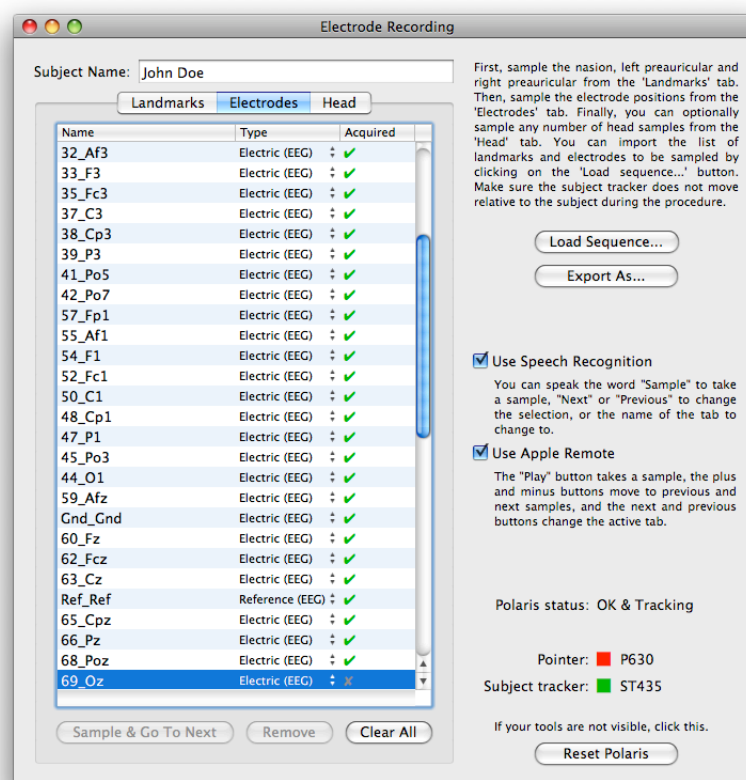 Electrode Recording
Subject Name: John Doe
Landmarks Electrodes Head
Name Type Acquired
32_Af3 Electric (EEG)
33_F3 Electric (EEG)
35_Fc3 Electric (EEG)
37_C3 Electric (EEG)
38_Cp3 Electric (EEG)
39_P3 Electric (EEG)
41_Po5 Electric (EEG)
42_Po7 Electric (EEG)
57_Fp1 Electric (EEG)
55_Af1 Electric (EEG)
54_F1 Electric (EEG)
52_Fc1 Electric (EEG)
50_C1 Electric (EEG)
48_Cp1 Electric (EEG)
47_P1 Electric (EEG)
45_Po3 Electric (EEG)
44_O1 Electric (EEG)
59_Afz Electric (EEG)
Gnd_Gnd Electric (EEG)
60_Fz Electric (EEG)
62_Fcz Electric (EEG)
63_Cz Electric (EEG)
Ref_Ref Reference (EEG)
65_Cpz Electric (EEG)
66_Pz Electric (EEG)
68_Poz Electric (EEG)
69_Oz Electric (EEG)
Sample & Go To Next Remove Clear All
First, sample the nasion, left preauricular and
right preauricular from the 'Landmarks' tab.
Then, sample the electrode positions from the
'Electrodes' tab. Finally, you can optionally
sample any number of head samples from the
'Head' tab. You can import the list of
landmarks and electrodes to be sampled by
clicking on the 'Load sequence...' button.
Make sure the subject tracker does not move
relative to the subject during the procedure.
Load Sequence...
Export As...
Use Speech Recognition
You can speak the word "Sample" to take
a sample, "Next" or "Previous" to change
the selection, or the name of the tab to
change to.
Use Apple Remote
The "Play" button takes a sample, the plus
and minus buttons move to previous and
next samples, and the next and previous
buttons change the active tab.
Polaris status: OK & Tracking
Pointer: P630
Subject tracker: ST435
If your tools are not visible, click this.
Reset Polaris